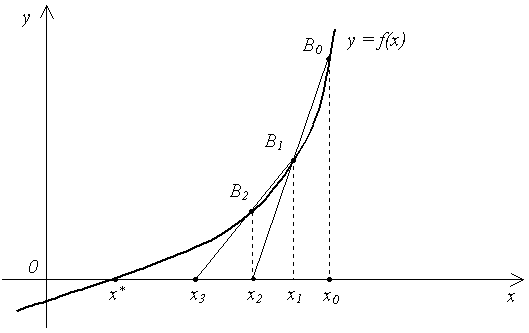 y
B₀
y = f(x)
B₁
B₂
O
x*
x₃
x₂
x₁
x₀
x